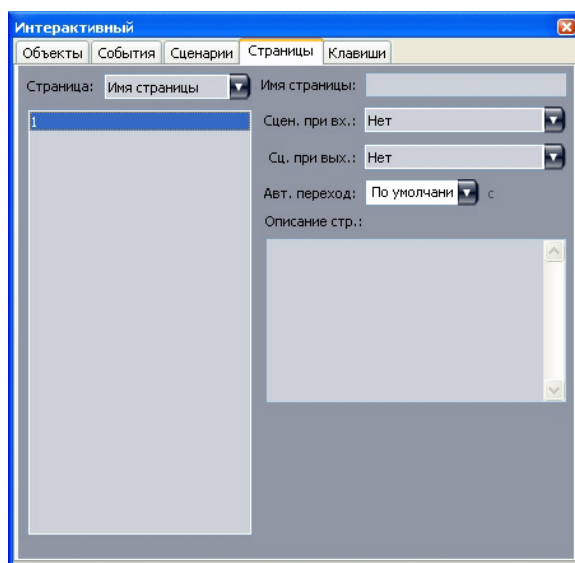 Интерактивный
Объекты События Сценарии Страницы Клавиши
Страница: Имя страницы Имя страницы:
1 Сцен. при вх.: Нет
Сц. при вых.: Нет
Авт. переход: По умолчани с
Описание стр.: